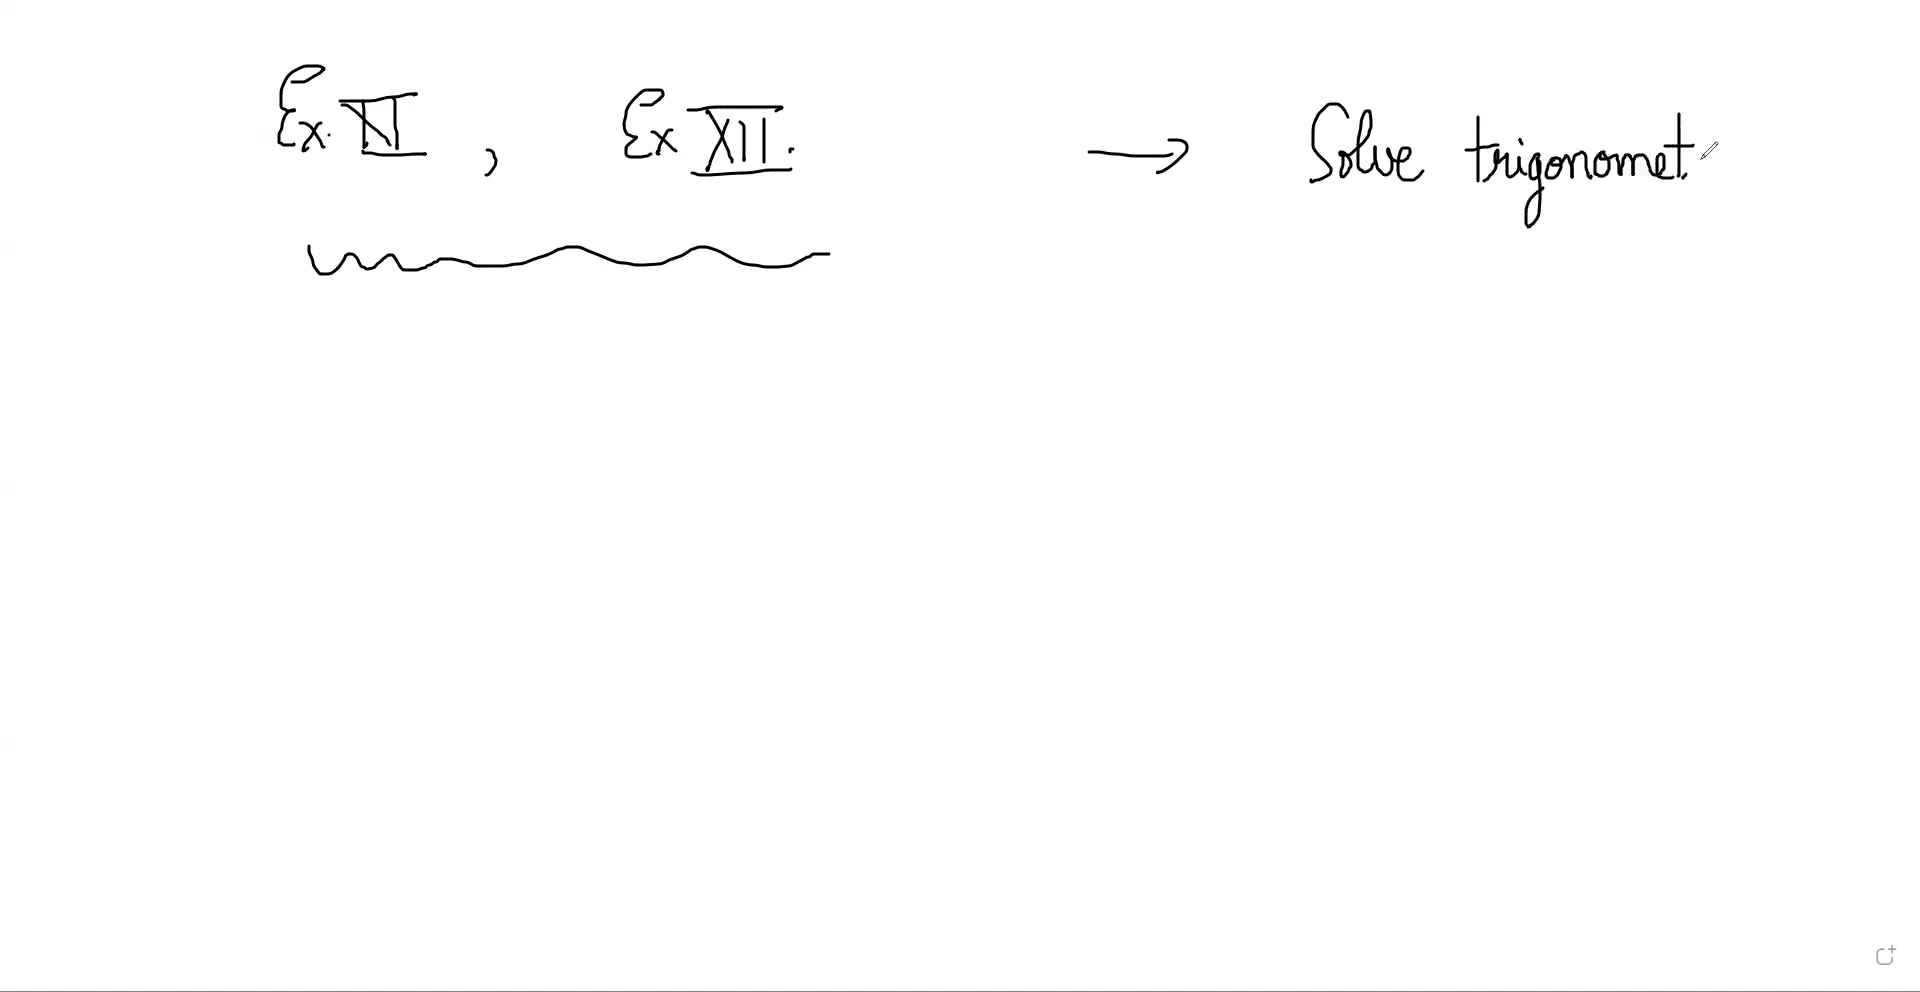 Ex. XI , Ex XII. → Solve trigonomet.